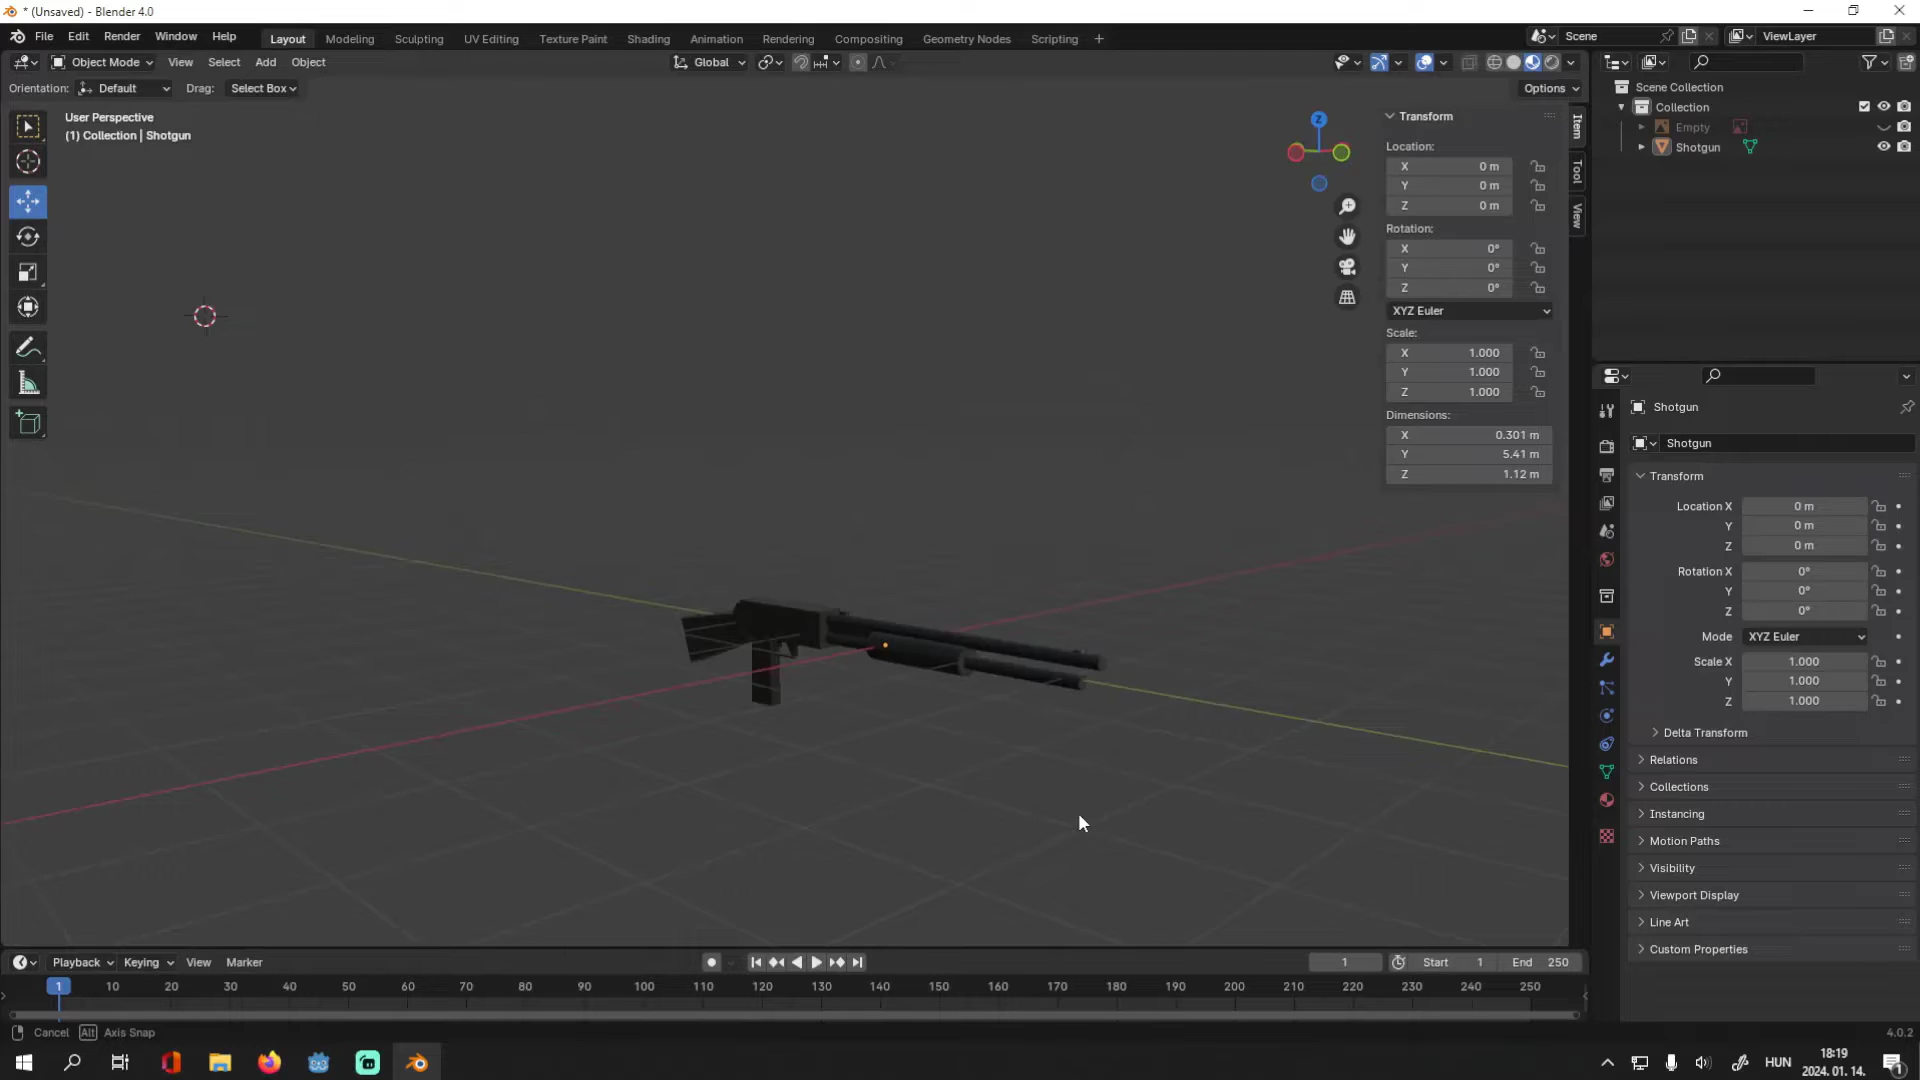 * (Unsaved) - Blender 4.0
File Edit Render Window Help Layout Modeling Sculpting UV Editing Texture Paint Shading Animation Rendering Compositing Geometry Nodes Scripting + Scene ViewLayer
Object Mode View Select Add Object Global
Orientation: Default Drag: Select Box Options
User Perspective
(1) Collection | Shotgun
Z
Transform
Location:
X 0 m
Y 0 m
Z 0 m
Rotation:
X 0°
Y 0°
Z 0°
XYZ Euler
Scale:
X 1.000
Y 1.000
Z 1.000
Dimensions:
X 0.301 m
Y 5.41 m
Z 1.12 m
Item
Tool
View
Scene Collection
Collection
Empty
Shotgun
Shotgun
Shotgun
Transform
Location X 0 m
Y 0 m
Z 0 m
Rotation X 0°
Y 0°
Z 0°
Mode XYZ Euler
Scale X 1.000
Y 1.000
Z 1.000
Delta Transform
Relations
Collections
Instancing
Motion Paths
Visibility
Viewport Display
Line Art
Custom Properties
Playback Keying View Marker 1 Start 1 End 250
1 10 20 30 40 50 60 70 80 90 100 110 120 130 140 150 160 170 180 190 200 210 220 230 240 250
Cancel Alt Axis Snap 4.0.2
HUN 18:19
2024. 01. 14.
1